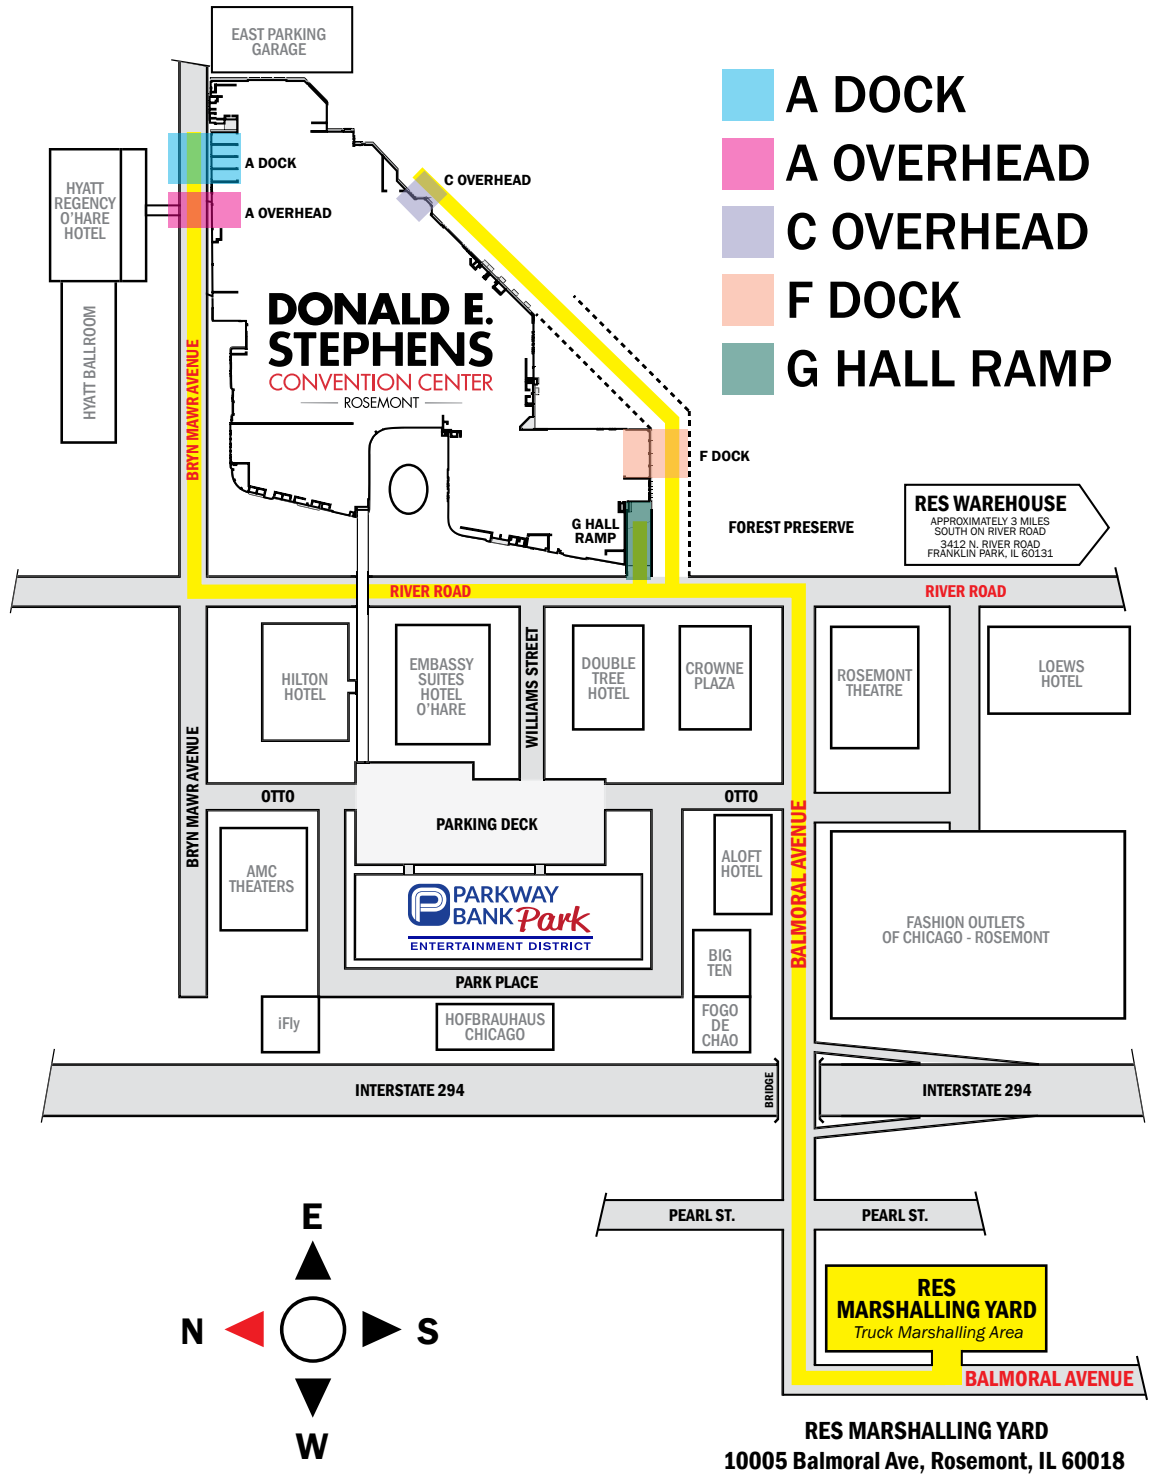 EAST PARKING
GARAGE
A DOCK
A OVERHEAD
C OVERHEAD
F DOCK
G HALL RAMP
A DOCK
A OVERHEAD
C OVERHEAD
HYATT
REGENCY
O'HARE
HOTEL
HYATT BALLROOM
BRYN MAWR AVENUE
DONALD E.
STEPHENS
CONVENTION CENTER
ROSEMONT
F DOCK
G HALL
RAMP
FOREST PRESERVE
RES WAREHOUSE
APPROXIMATELY 3 MILES
SOUTH ON RIVER ROAD
3412 N. RIVER ROAD
FRANKLIN PARK, IL 60131
RIVER ROAD
RIVER ROAD
HILTON
HOTEL
EMBASSY
SUITES
HOTEL
O'HARE
WILLIAMS STREET
DOUBLE
TREE
HOTEL
CROWNE
PLAZA
ROSEMONT
THEATRE
LOEWS
HOTEL
BRYN MAWR AVENUE
OTTO
OTTO
PARKING DECK
BALMORAL AVENUE
AMC
THEATERS
ALOFT
HOTEL
PARKWAY
BANK Park
ENTERTAINMENT DISTRICT
FASHION OUTLETS
OF CHICAGO - ROSEMONT
BIG
TEN
PARK PLACE
iFly
HOFBRAUHAUS
CHICAGO
FOGO
DE
CHAO
INTERSTATE 294
BRIDGE
INTERSTATE 294
PEARL ST.
PEARL ST.
E
N
S
W
RES
MARSHALLING YARD
Truck Marshalling Area
BALMORAL AVENUE
RES MARSHALLING YARD
10005 Balmoral Ave, Rosemont, IL 60018